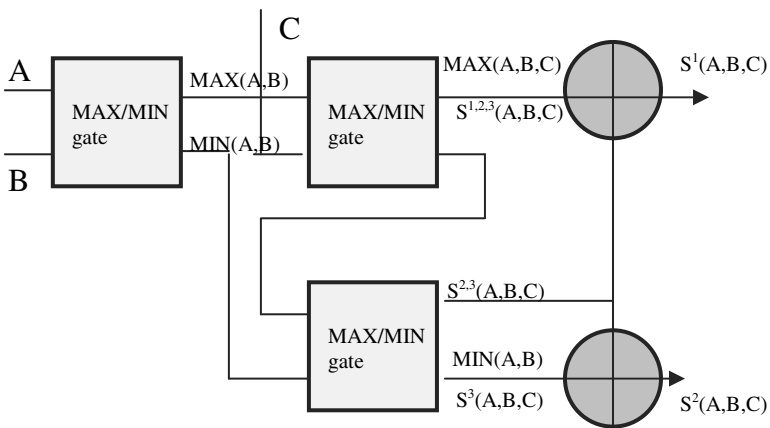 C
A
MAX(A,B)
MAX(A,B,C)
S¹(A,B,C)
MAX/MIN
gate
MAX/MIN
gate
S¹,²,³(A,B,C)
MIN(A,B)
B
S²,³(A,B,C)
MAX/MIN
gate
MIN(A,B)
S³(A,B,C)
S²(A,B,C)